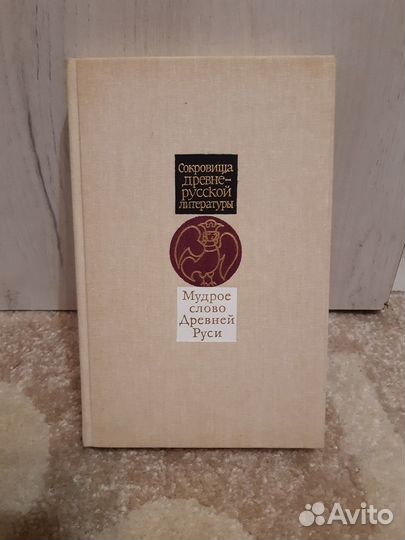 Сокровища
древне-
русской
литературы
Мудрое
слово
Древней
Руси
Avito